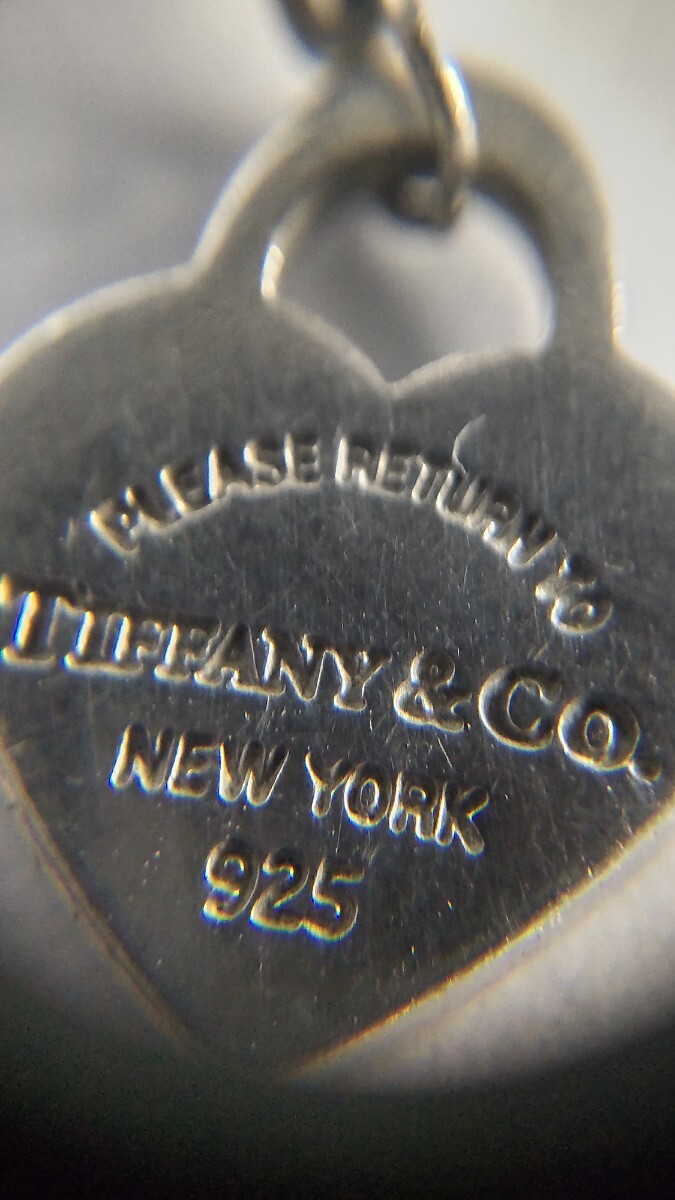 PLEASE RETURN TO
TIFFANY & CO.
NEW YORK
925